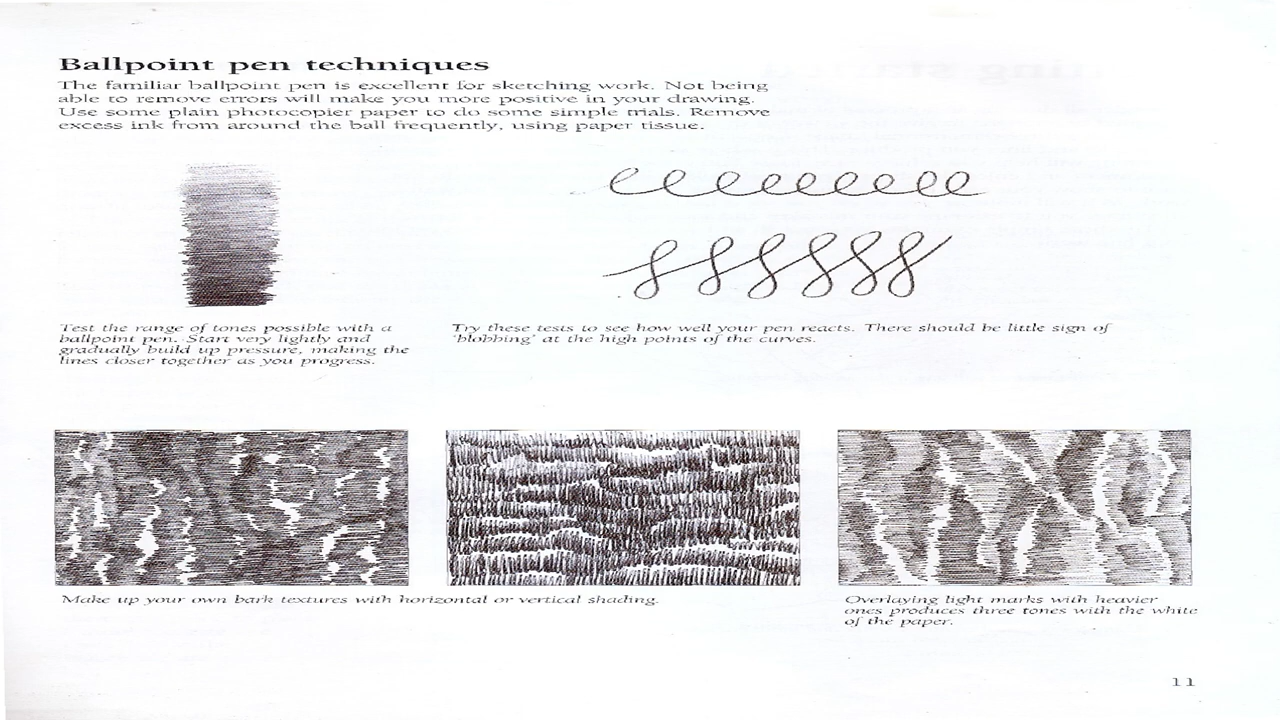 Ballpoint pen techniques
The familiar ballpoint pen is excellent for sketching work. Not being
able to remove errors will make you more positive in your drawing.
Use some plain photocopier paper to do some simple trials. Remove
excess ink from around the ball frequently, using paper tissue.
Test the range of tones possible with a
ballpoint pen. Start very lightly and
gradually build up pressure, making the
lines closer together as you progress.
Try these tests to see how well your pen reacts. There should be little sign of
'blobbing' at the high points of the curves.
Make up your own bark textures with horizontal or vertical shading.
Overlaying light marks with heavier
ones produces three tones with the white
of the paper.
11